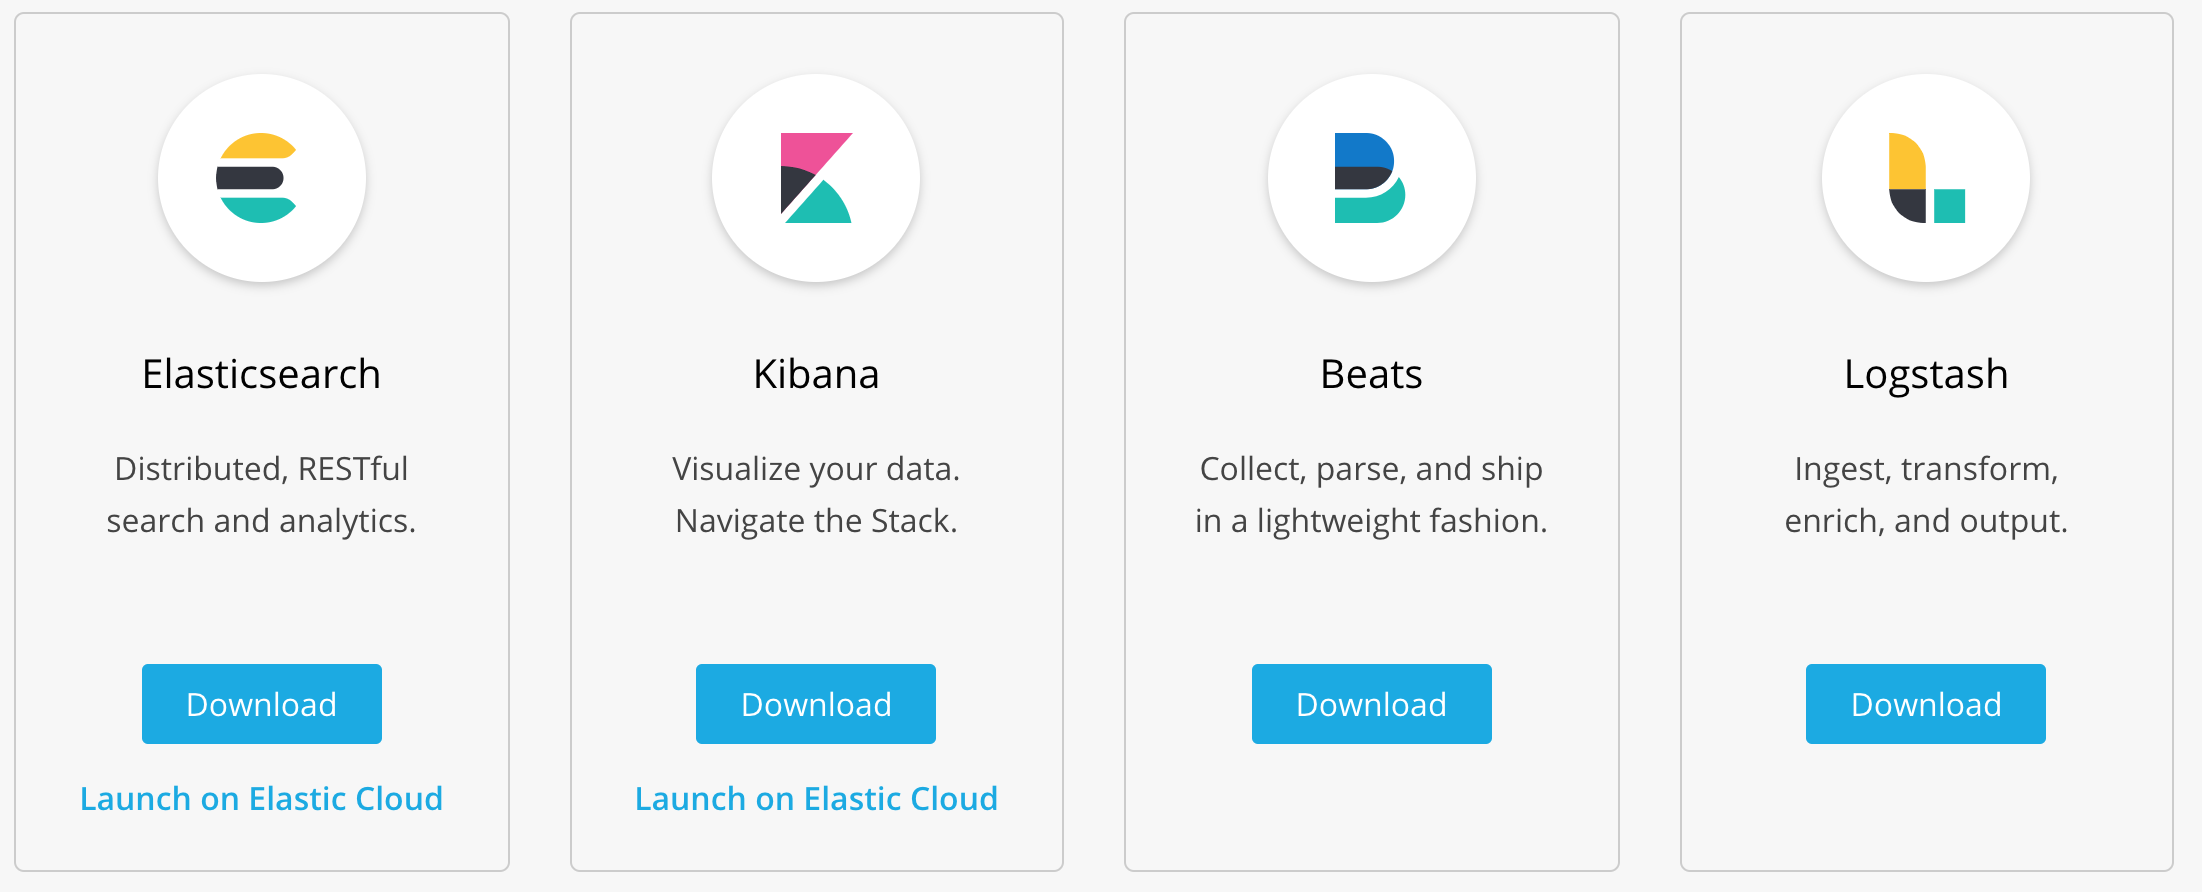 Elasticsearch
Distributed, RESTful
search and analytics.
Download
Launch on Elastic Cloud
Kibana
Visualize your data.
Navigate the Stack.
Download
Launch on Elastic Cloud
Beats
Collect, parse, and ship
in a lightweight fashion.
Download
Logstash
Ingest, transform,
enrich, and output.
Download